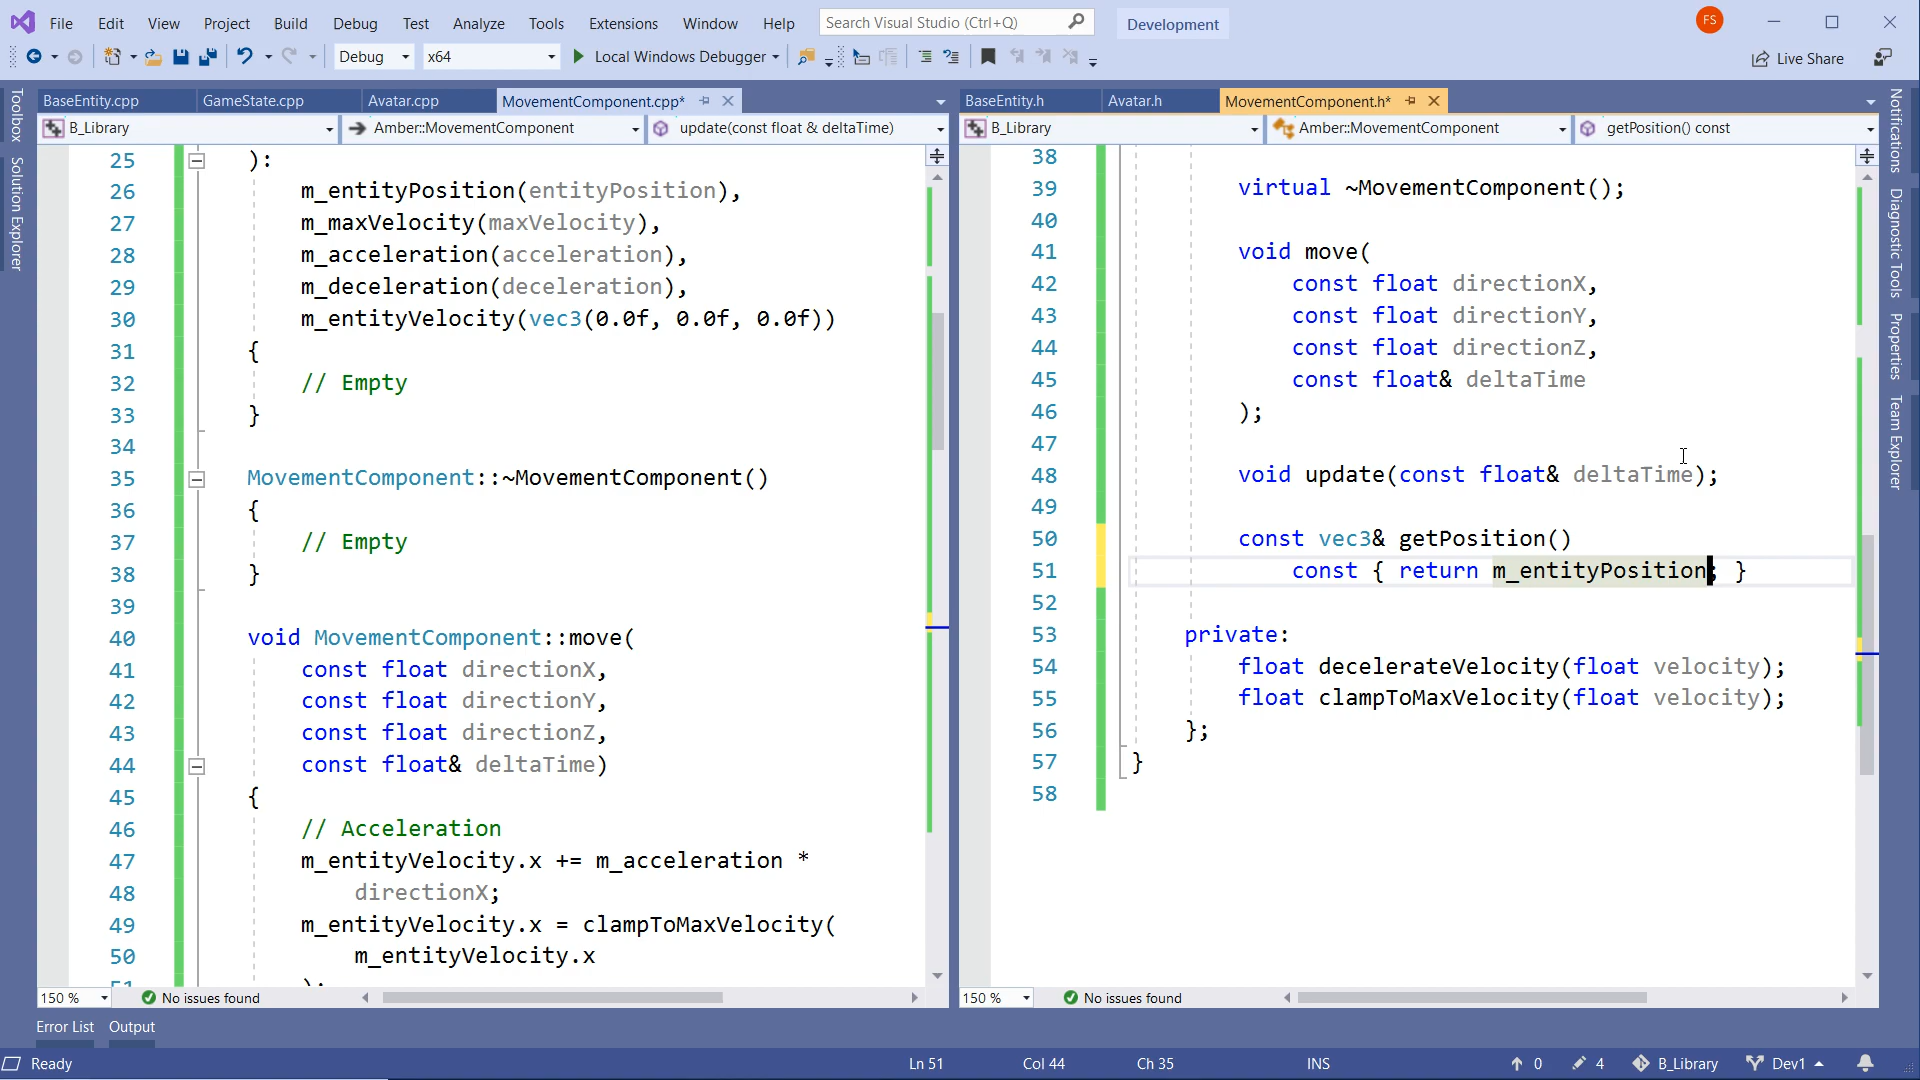 File Edit View Project Build Debug Test Analyze Tools Extensions Window Help Search Visual Studio (Ctrl+Q) Development FS
Debug x64 Local Windows Debugger Live Share
BaseEntity.cpp GameState.cpp Avatar.cpp MovementComponent.cpp*
B_Library Amber::MovementComponent update(const float & deltaTime)
25 ):
26 m_entityPosition(entityPosition),
27 m_maxVelocity(maxVelocity),
28 m_acceleration(acceleration),
29 m_deceleration(deceleration),
30 m_entityVelocity(vec3(0.0f, 0.0f, 0.0f))
31 {
32 // Empty
33 }
34
35 MovementComponent::~MovementComponent()
36 {
37 // Empty
38 }
39
40 void MovementComponent::move(
41 const float directionX,
42 const float directionY,
43 const float directionZ,
44 const float& deltaTime)
45 {
46 // Acceleration
47 m_entityVelocity.x += m_acceleration *
48 directionX;
49 m_entityVelocity.x = clampToMaxVelocity(
50 m_entityVelocity.x
51 );
150 % No issues found
BaseEntity.h Avatar.h MovementComponent.h*
B_Library Amber::MovementComponent getPosition() const
38
39 virtual ~MovementComponent();
40
41 void move(
42 const float directionX,
43 const float directionY,
44 const float directionZ,
45 const float& deltaTime
46 );
47
48 void update(const float& deltaTime);
49
50 const vec3& getPosition()
51 const { return m_entityPosition; }
52
53 private:
54 float decelerateVelocity(float velocity);
55 float clampToMaxVelocity(float velocity);
56 };
57 }
58
150 % No issues found
Toolbox
Solution Explorer
Notifications
Diagnostic Tools
Properties
Team Explorer
Error List Output
Ready Ln 51 Col 44 Ch 35 INS 0 4 B_Library Dev1